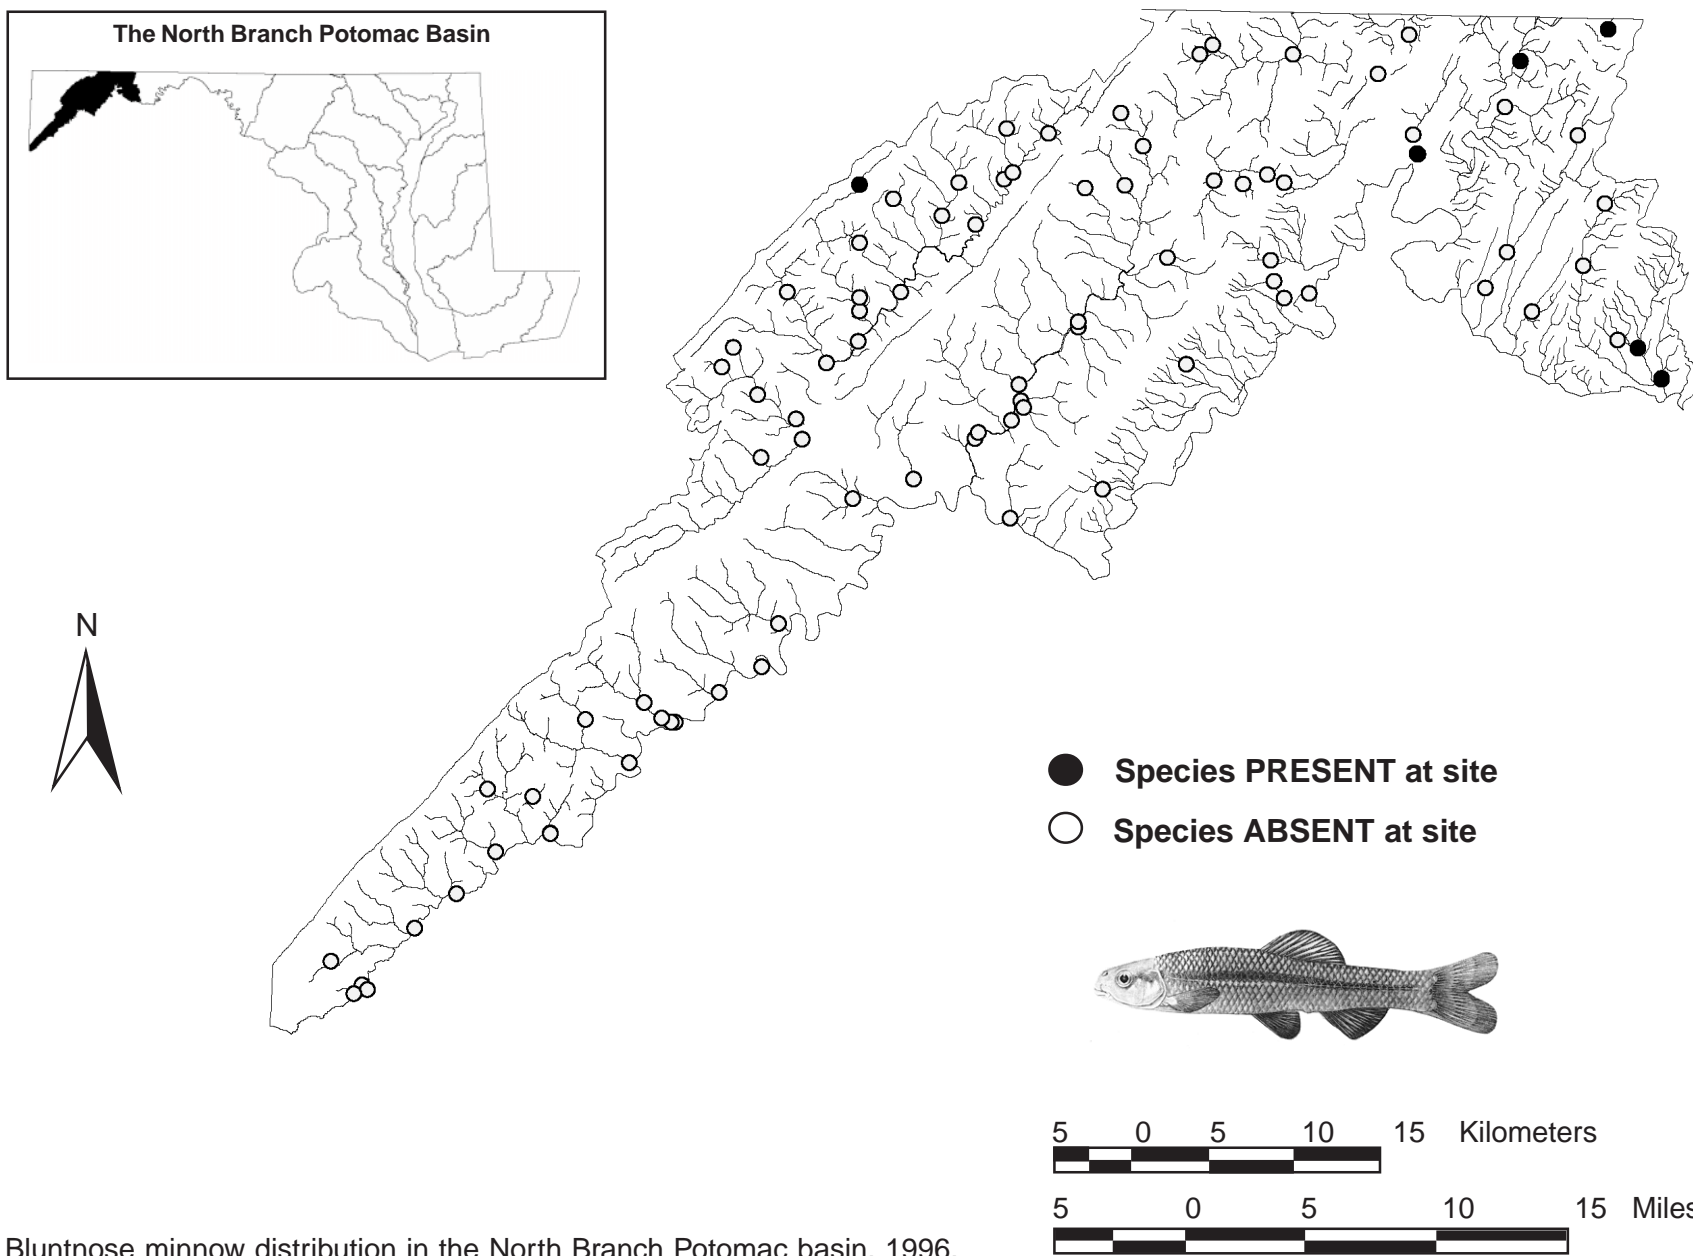 The North Branch Potomac Basin
N
Species PRESENT at site
Species ABSENT at site
5 0 5 10 15 Kilometers
5 0 5 10 15 Miles
Bluntnose minnow distribution in the North Branch Potomac basin, 1996.